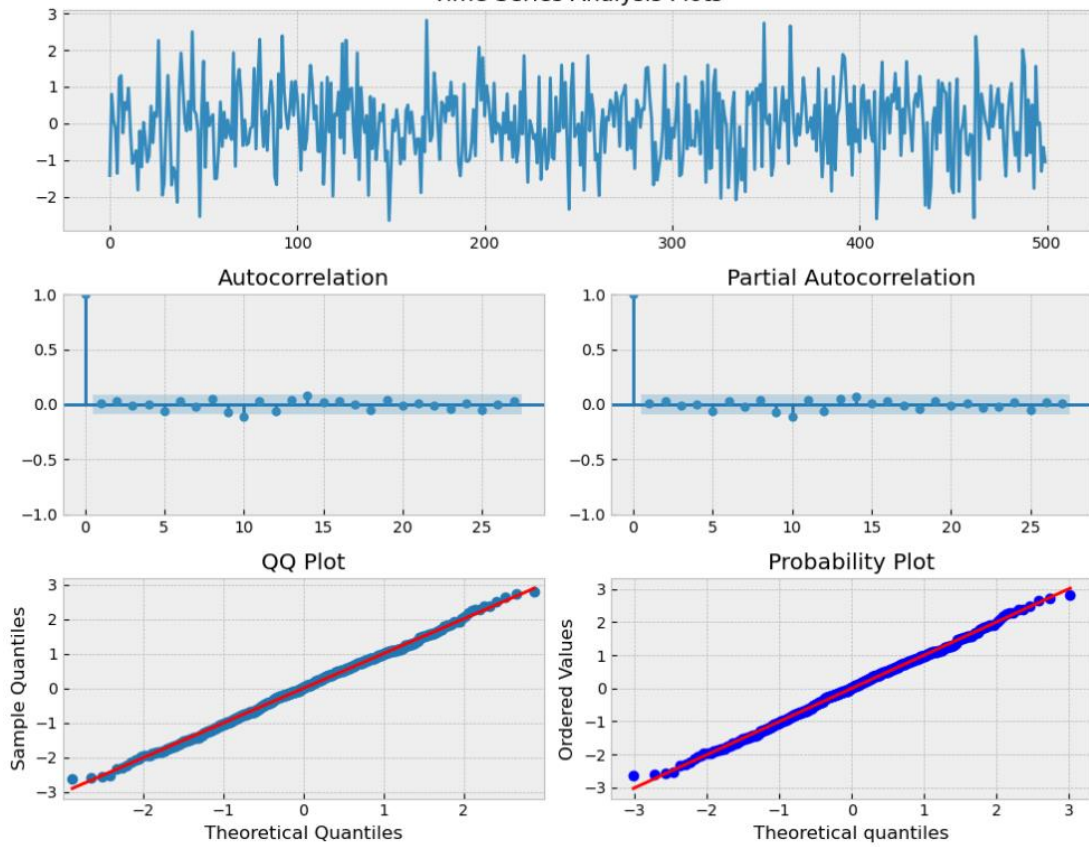 Time Series Analysis Plots
3
2
1
0
−1
−2
0 100 200 300 400 500
Autocorrelation
1.0
0.5
0.0
−0.5
−1.0
0 5 10 15 20 25
Partial Autocorrelation
1.0
0.5
0.0
−0.5
−1.0
0 5 10 15 20 25
QQ Plot
Sample Quantiles
3
2
1
0
−1
−2
−3
−2 −1 0 1 2
Theoretical Quantiles
Probability Plot
Ordered Values
3
2
1
0
−1
−2
−3
−3 −2 −1 0 1 2 3
Theoretical quantiles